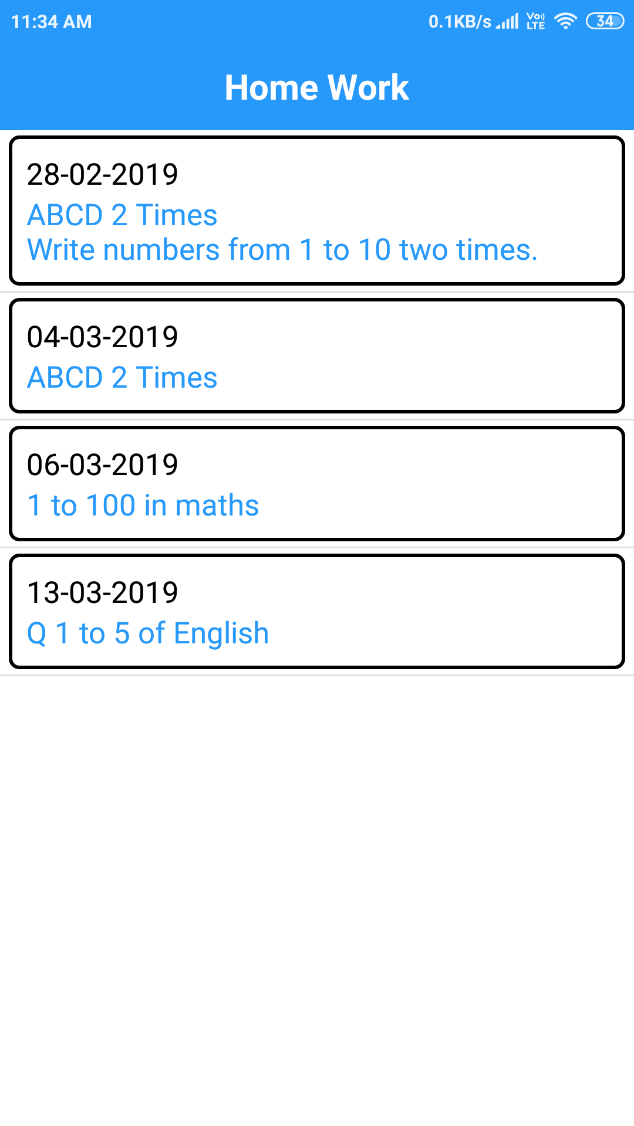 11:34 AM 0.1KB/s Vo) LTE 34
Home Work
28-02-2019
ABCD 2 Times
Write numbers from 1 to 10 two times.
04-03-2019
ABCD 2 Times
06-03-2019
1 to 100 in maths
13-03-2019
Q 1 to 5 of English